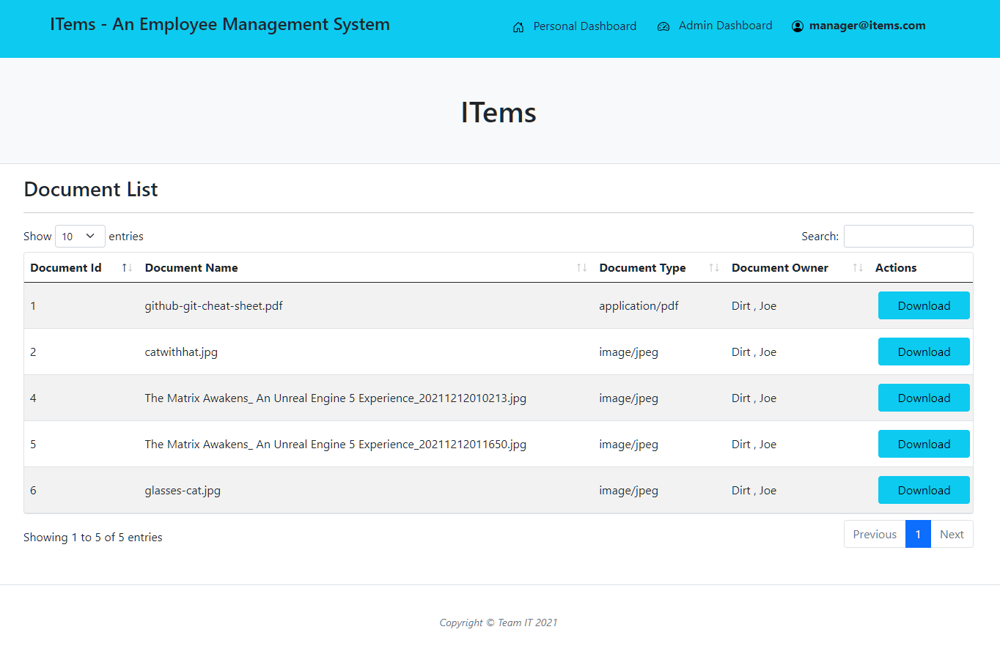 ITems - An Employee Management System Personal Dashboard Admin Dashboard manager@items.com
ITems
Document List
Show 10 entries Search:
Document Id Document Name Document Type Document Owner Actions
1 github-git-cheat-sheet.pdf application/pdf Dirt , Joe Download
2 catwithhat.jpg image/jpeg Dirt , Joe Download
4 The Matrix Awakens_ An Unreal Engine 5 Experience_20211212010213.jpg image/jpeg Dirt , Joe Download
5 The Matrix Awakens_ An Unreal Engine 5 Experience_20211212011650.jpg image/jpeg Dirt , Joe Download
6 glasses-cat.jpg image/jpeg Dirt , Joe Download
Showing 1 to 5 of 5 entries Previous 1 Next
Copyright © Team IT 2021